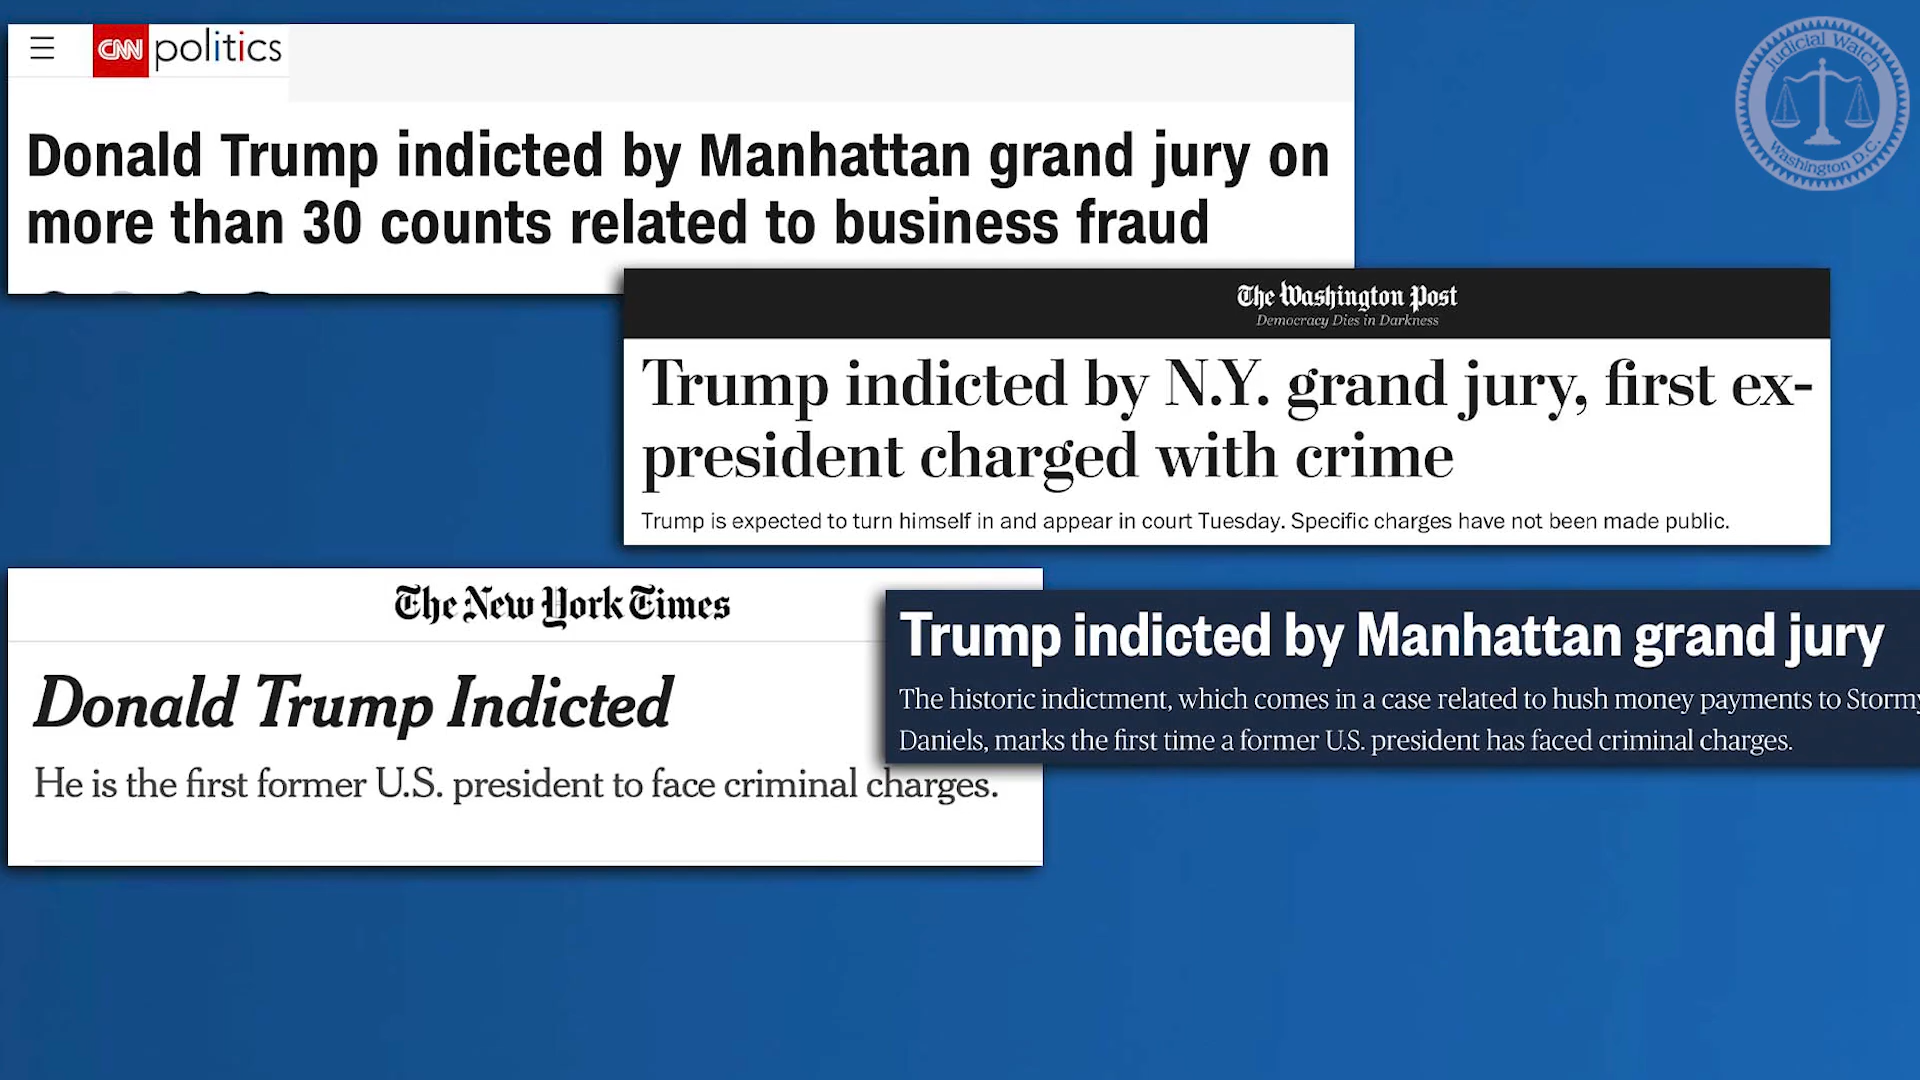 CNN politics
Donald Trump indicted by Manhattan grand jury on
more than 30 counts related to business fraud
Judicial Watch
Washington D.C.
The Washington Post
Democracy Dies in Darkness
Trump indicted by N.Y. grand jury, first ex-
president charged with crime
Trump is expected to turn himself in and appear in court Tuesday. Specific charges have not been made public.
The New York Times
Donald Trump Indicted
He is the first former U.S. president to face criminal charges.
Trump indicted by Manhattan grand jury
The historic indictment, which comes in a case related to hush money payments to Stormy
Daniels, marks the first time a former U.S. president has faced criminal charges.